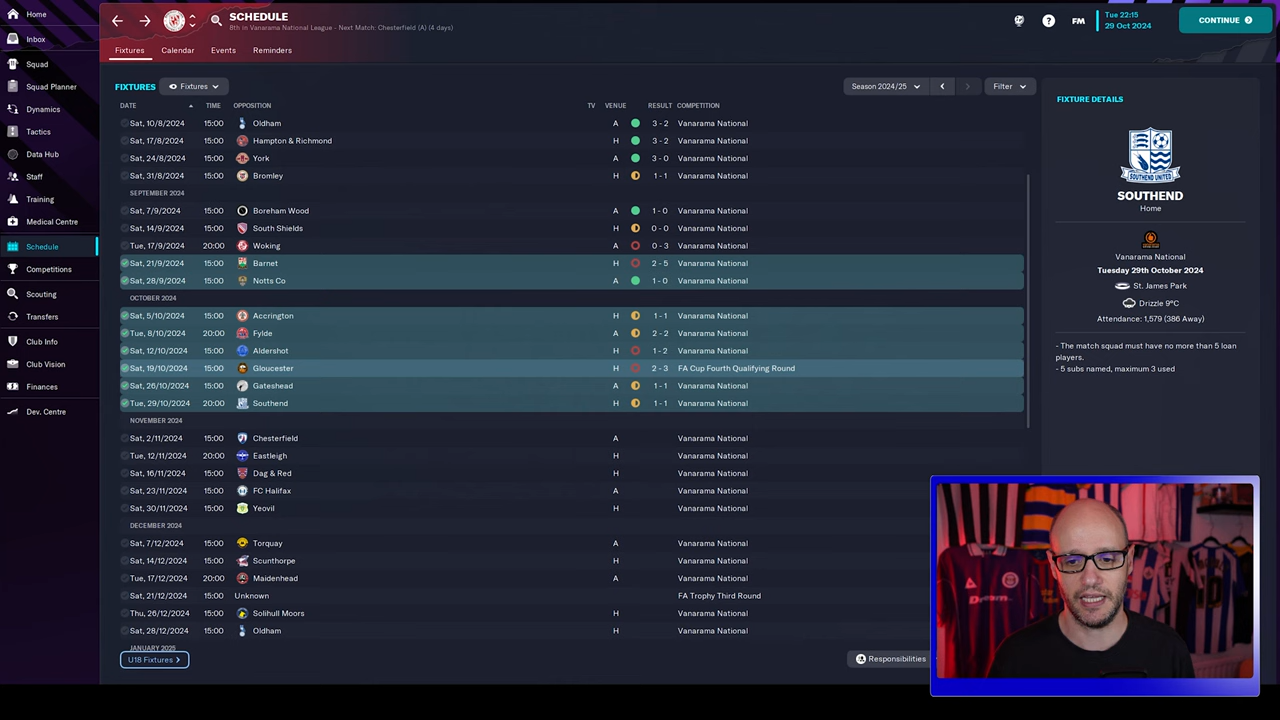 Home
Inbox
Squad
Squad Planner
Dynamics
Tactics
Data Hub
Staff
Training
Medical Centre
Schedule
Competitions
Scouting
Transfers
Club Info
Club Vision
Finances
Dev. Centre
SCHEDULE
8th in Vanarama National League - Next Match: Chesterfield (A) (4 days)
? FM Tue 22:15
29 Oct 2024
CONTINUE
Fixtures Calendar Events Reminders
FIXTURES Fixtures Season 2024/25 Filter
DATE TIME OPPOSITION TV VENUE RESULT COMPETITION
Sat, 10/8/2024 15:00 Oldham A 3 - 2 Vanarama National
Sat, 17/8/2024 15:00 Hampton & Richmond H 3 - 2 Vanarama National
Sat, 24/8/2024 15:00 York A 3 - 0 Vanarama National
Sat, 31/8/2024 15:00 Bromley H 1 - 1 Vanarama National
SEPTEMBER 2024
Sat, 7/9/2024 15:00 Boreham Wood A 1 - 0 Vanarama National
Sat, 14/9/2024 15:00 South Shields H 0 - 0 Vanarama National
Tue, 17/9/2024 20:00 Woking A 0 - 3 Vanarama National
Sat, 21/9/2024 15:00 Barnet H 2 - 5 Vanarama National
Sat, 28/9/2024 15:00 Notts Co A 1 - 0 Vanarama National
OCTOBER 2024
Sat, 5/10/2024 15:00 Accrington H 1 - 1 Vanarama National
Tue, 8/10/2024 20:00 Fylde A 2 - 2 Vanarama National
Sat, 12/10/2024 15:00 Aldershot H 1 - 2 Vanarama National
Sat, 19/10/2024 15:00 Gloucester H 2 - 3 FA Cup Fourth Qualifying Round
Sat, 26/10/2024 15:00 Gateshead A 1 - 1 Vanarama National
Tue, 29/10/2024 20:00 Southend H 1 - 1 Vanarama National
NOVEMBER 2024
Sat, 2/11/2024 15:00 Chesterfield A Vanarama National
Tue, 12/11/2024 20:00 Eastleigh H Vanarama National
Sat, 16/11/2024 15:00 Dag & Red H Vanarama National
Sat, 23/11/2024 15:00 FC Halifax A Vanarama National
Sat, 30/11/2024 15:00 Yeovil H Vanarama National
DECEMBER 2024
Sat, 7/12/2024 15:00 Torquay A Vanarama National
Sat, 14/12/2024 15:00 Scunthorpe H Vanarama National
Tue, 17/12/2024 20:00 Maidenhead A Vanarama National
Sat, 21/12/2024 15:00 Unknown FA Trophy Third Round
Thu, 26/12/2024 15:00 Solihull Moors H Vanarama National
Sat, 28/12/2024 15:00 Oldham H Vanarama National
JANUARY 2025
U18 Fixtures
Responsibilities
FIXTURE DETAILS
SOUTHEND UNITED
SOUTHEND
Home
Vanarama National
Tuesday 29th October 2024
St. James Park
Drizzle 9°C
Attendance: 1,579 (386 Away)
- The match squad must have no more than 5 loan
players.
- 5 subs named, maximum 3 used